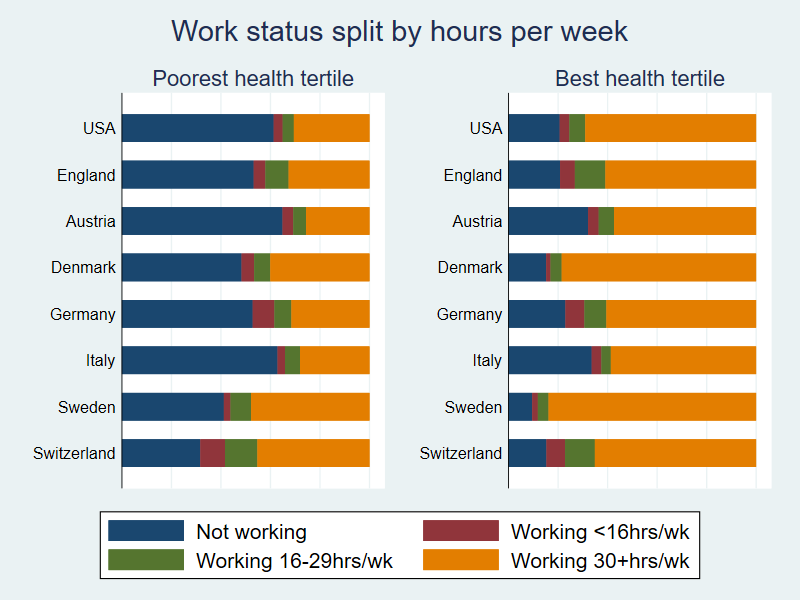 Work status split by hours per week
Poorest health tertile
USA
England
Austria
Denmark
Germany
Italy
Sweden
Switzerland
Best health tertile
USA
England
Austria
Denmark
Germany
Italy
Sweden
Switzerland
Not working
Working <16hrs/wk
Working 16-29hrs/wk
Working 30+hrs/wk